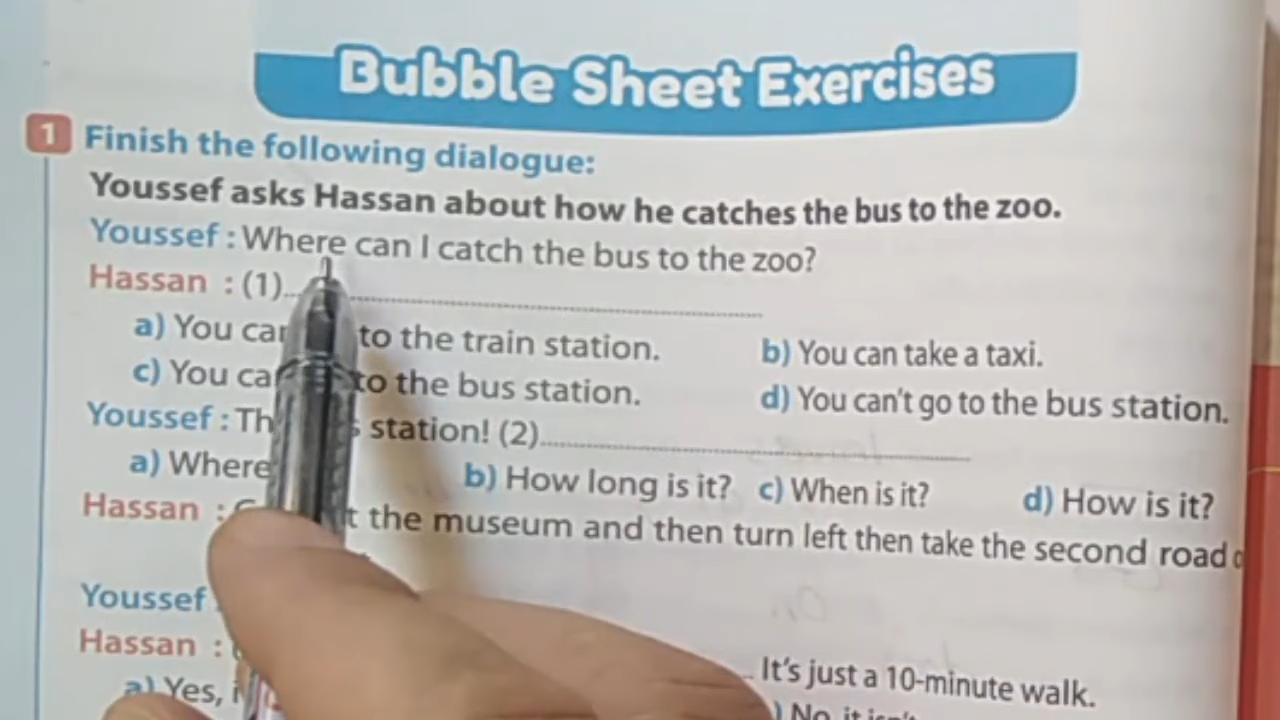 Bubble Sheet Exercises
1 Finish the following dialogue:
Youssef asks Hassan about how he catches the bus to the zoo.
Youssef : Where can I catch the bus to the zoo?
Hassan : (1)
a) You can to the train station. b) You can take a taxi.
c) You to the bus station. d) You can't go to the bus station.
Youssef : station! (2)
a) Where b) How long is it? c) When is it? d) How is it?
Hassan : the museum and then turn left then take the second road
Youssef
Hassan :
It's just a 10-minute walk.
a) Yes,
) No, it isn't